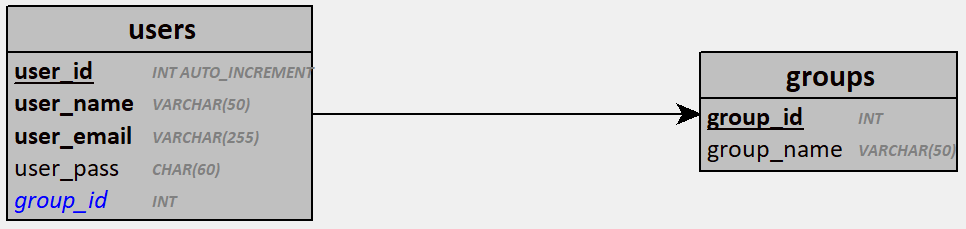 users
user_id INT AUTO_INCREMENT
user_name VARCHAR(50)
user_email VARCHAR(255)
user_pass CHAR(60)
group_id INT
groups
group_id INT
group_name VARCHAR(50)